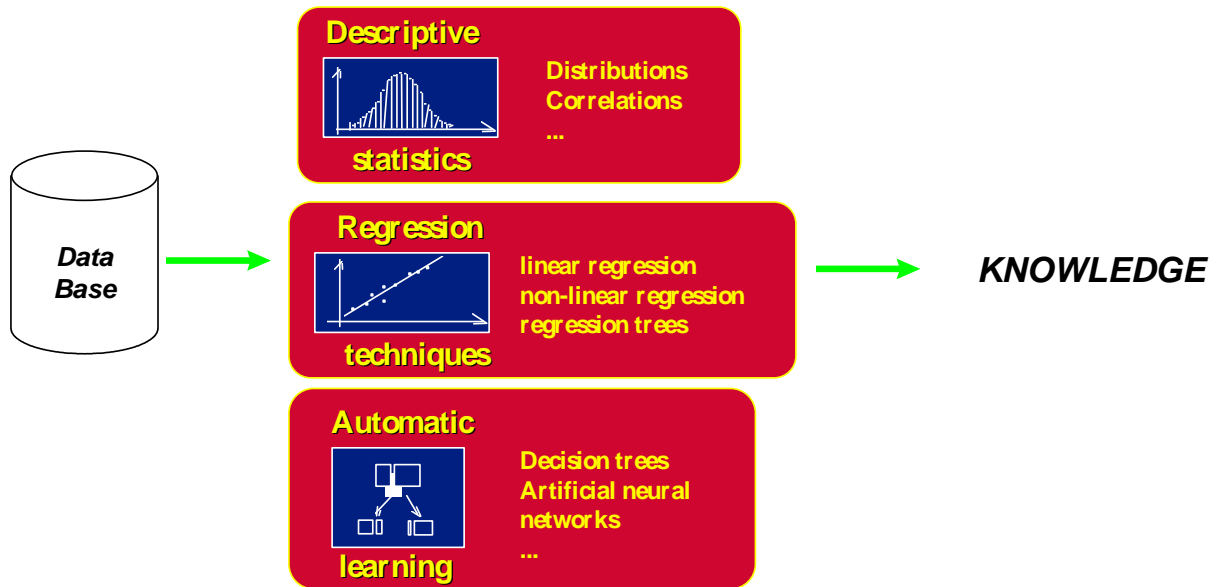 Descriptive
Distributions
Correlations
...
statistics
Data
Base
Regression
linear regression
non-linear regression
regression trees
techniques
KNOWLEDGE
Automatic
Decision trees
Artificial neural
networks
...
learning